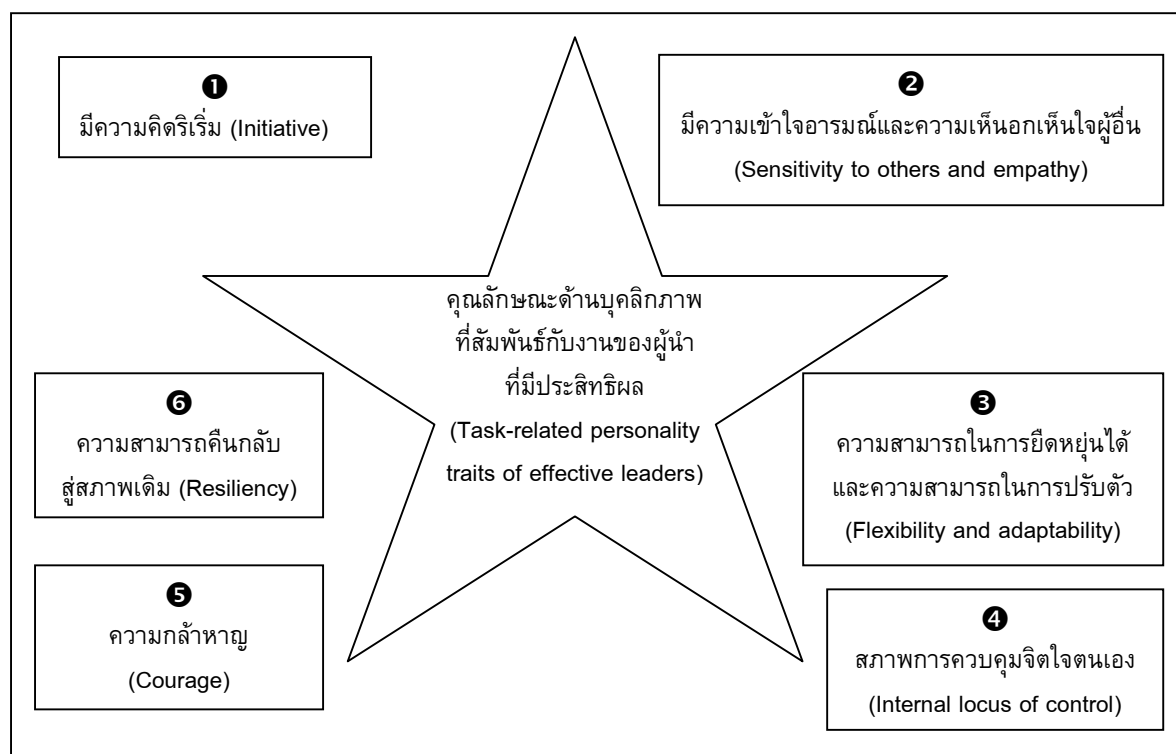 ❶
มีความคิดริเริ่ม (Initiative)
❷
มีความเข้าใจอารมณ์และความเห็นอกเห็นใจผู้อื่น
(Sensitivity to others and empathy)
คุณลักษณะด้านบุคลิกภาพ
ที่สัมพันธ์กับงานของผู้นำ
ที่มีประสิทธิผล
(Task-related personality
traits of effective leaders)
❸
ความสามารถในการยืดหยุ่นได้
และความสามารถในการปรับตัว
(Flexibility and adaptability)
❹
สภาพการควบคุมจิตใจตนเอง
(Internal locus of control)
❺
ความกล้าหาญ
(Courage)
❻
ความสามารถคืนกลับ
สู่สภาพเดิม (Resiliency)